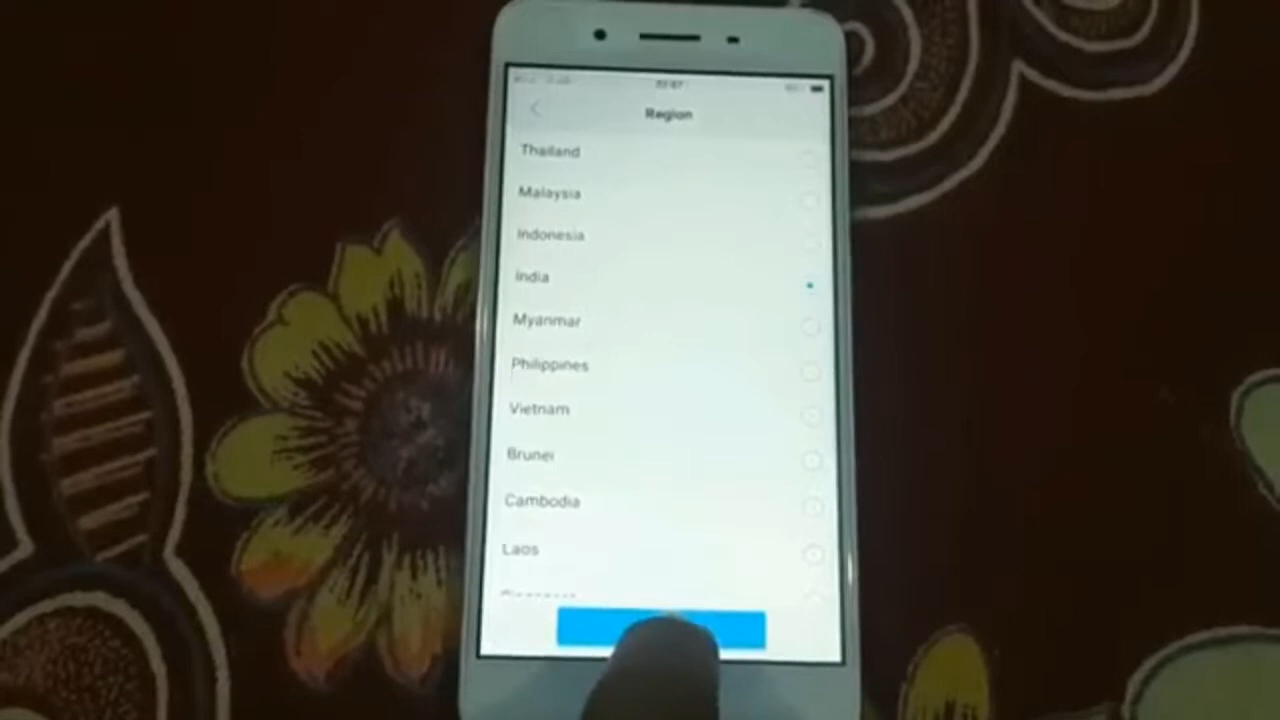 Region
Thailand
Malaysia
Indonesia
India
Myanmar
Philippines
Vietnam
Brunei
Cambodia
Laos